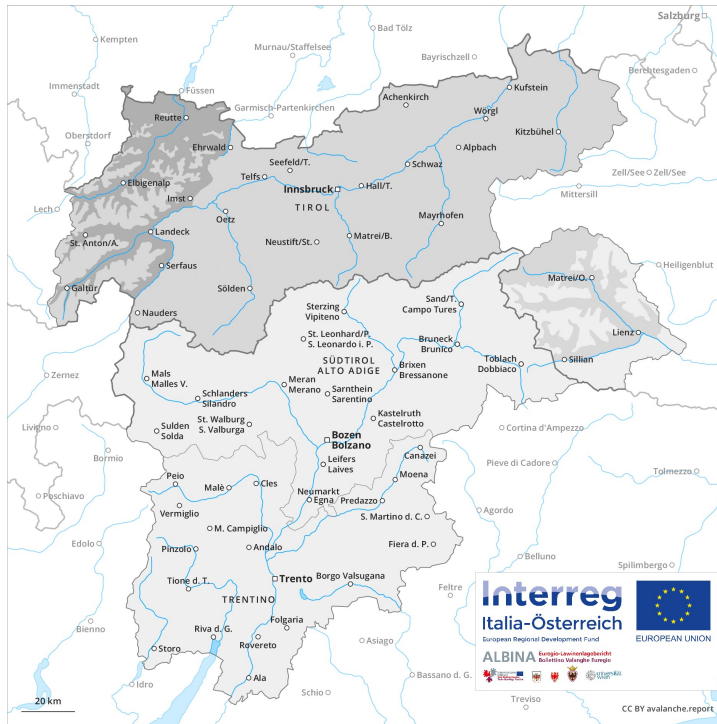 Salzburg
Kempten
Bad Tölz
Murnau/Staffelsee
Bayrischzell
Berchtesgaden
Immenstadt
Füssen
Garmisch-Partenkirchen
Achenkirch
Kufstein
Reutte
Wörgl
Oberstdorf
Ehrwald
Kitzbühel
Alpbach
Seefeld/T.
Schwaz
Telfs
Zell/See
Zell/See
Elbigenalp
Innsbruck
Hall/T.
Mittersill
Imst
TIROL
Lech
Oetz
Mayrhofen
Landeck
St. Anton/A.
Neustift/St.
Matrei/B.
Serfaus
Heiligenblut
Matrei/O.
Galtür
Sölden
Nauders
Sterzing
Vipiteno
Sand/T.
Campo Tures
Lienz
St. Leonhard/P.
S. Leonardo i. P.
Bruneck
Brunico
SÜDTIROL
ALTO ADIGE
Toblach
Dobbiaco
Sillian
Zernez
Mals
Malles V.
Meran
Merano
Brixen
Bressanone
Schlanders
Silandro
Sarnthein
Sarentino
Livigno
Sulden
Solda
St. Walburg
S. Valburga
Kastelruth
Castelrotto
Cortina d'Ampezzo
Bozen
Bolzano
Bormio
Canazei
Leifers
Laives
Pieve di Cadore
Tolmezzo
Peio
Moena
Malè
Cles
Neumarkt
Egna
Predazzo
Poschiavo
Vermiglio
Agordo
M. Campiglio
S. Martino d. C.
Edolo
Pinzolo
Andalo
Fiera d. P.
Belluno
Spilimbergo
Trento
Borgo Valsugana
Tione d. T.
Feltre
TRENTINO
Bienno
Folgaria
Riva d. G.
Rovereto
Asiago
Storo
Bassano d. G.
Idro
Ala
Schio
Treviso
20 km
Interreg
Italia-Österreich
European Regional Development Fund
EUROPEAN UNION
ALBINA
Euregio-Lawinenlagebericht
Bollettino Valanghe Euregio
universität
wien
CC BY avalanche.report